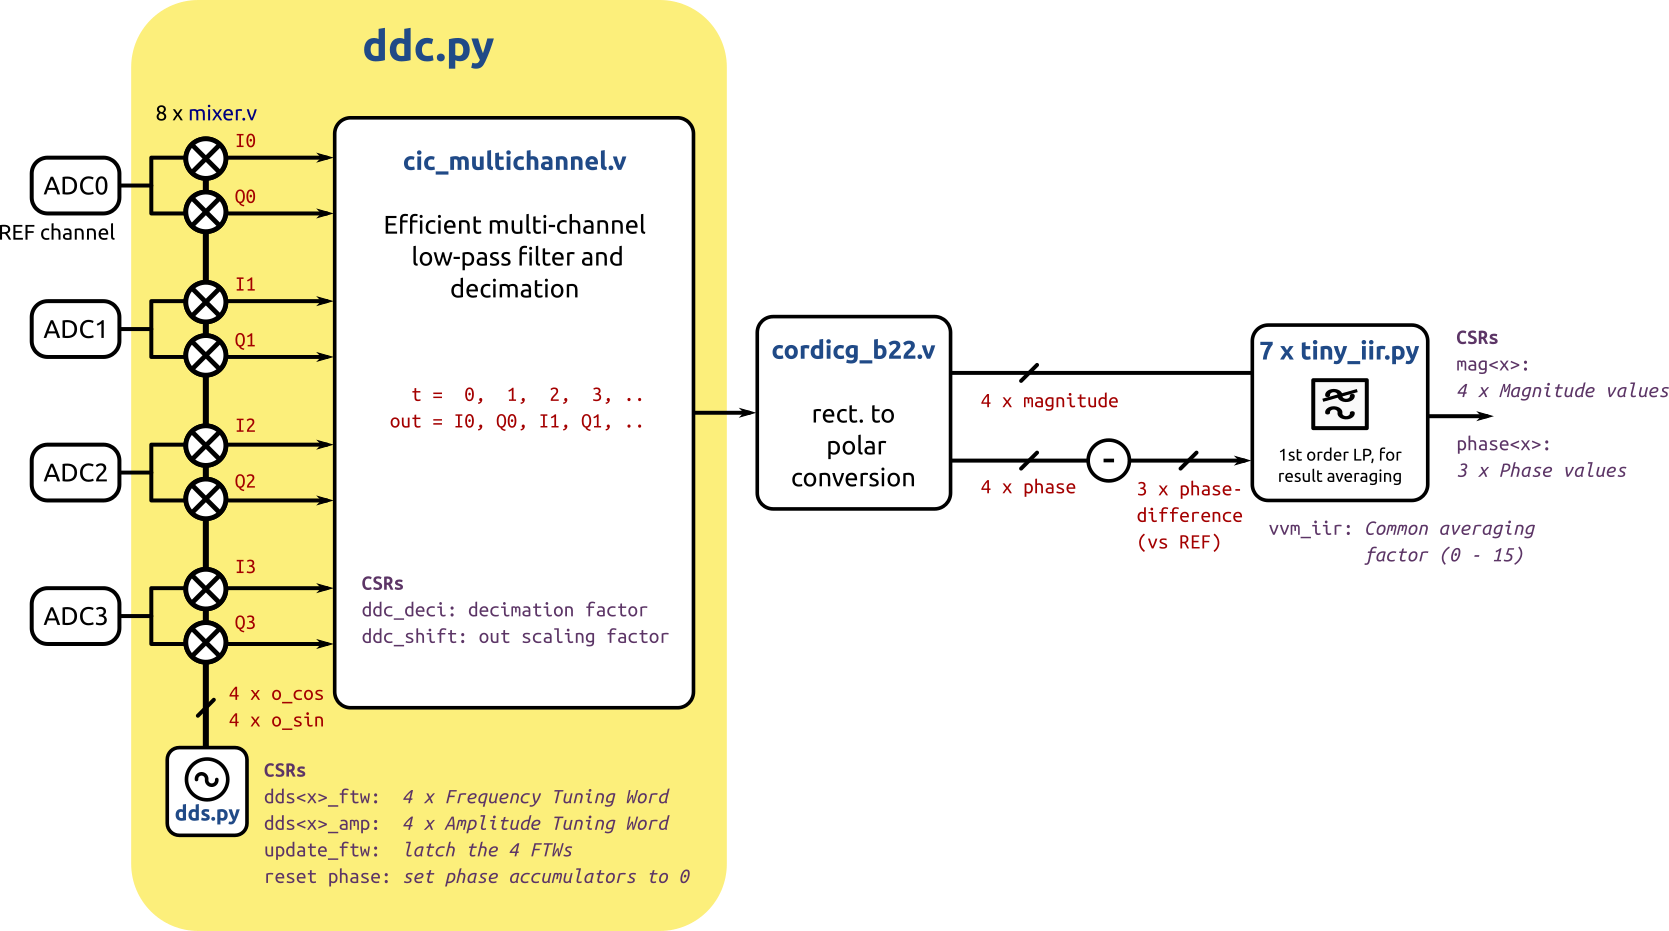 ddc.py
8 x mixer.v
I0
Q0
I1
Q1
I2
Q2
I3
Q3
ADC0
REF channel
ADC1
ADC2
ADC3
cic_multichannel.v
Efficient multi-channel
low-pass filter and
decimation
t = 0, 1, 2, 3, ..
out = I0, Q0, I1, Q1, ..
CSRs
ddc_deci: decimation factor
ddc_shift: out scaling factor
4 x o_cos
4 x o_sin
dds.py
CSRs
dds<x>_ftw: 4 x Frequency Tuning Word
dds<x>_amp: 4 x Amplitude Tuning Word
update_ftw: latch the 4 FTWs
reset phase: set phase accumulators to 0
cordicg_b22.v
rect. to
polar
conversion
4 x magnitude
4 x phase
-
3 x phase-
difference
(vs REF)
7 x tiny_iir.py
1st order LP, for
result averaging
vvm_iir: Common averaging
factor (0 - 15)
CSRs
mag<x>:
4 x Magnitude values
phase<x>:
3 x Phase values